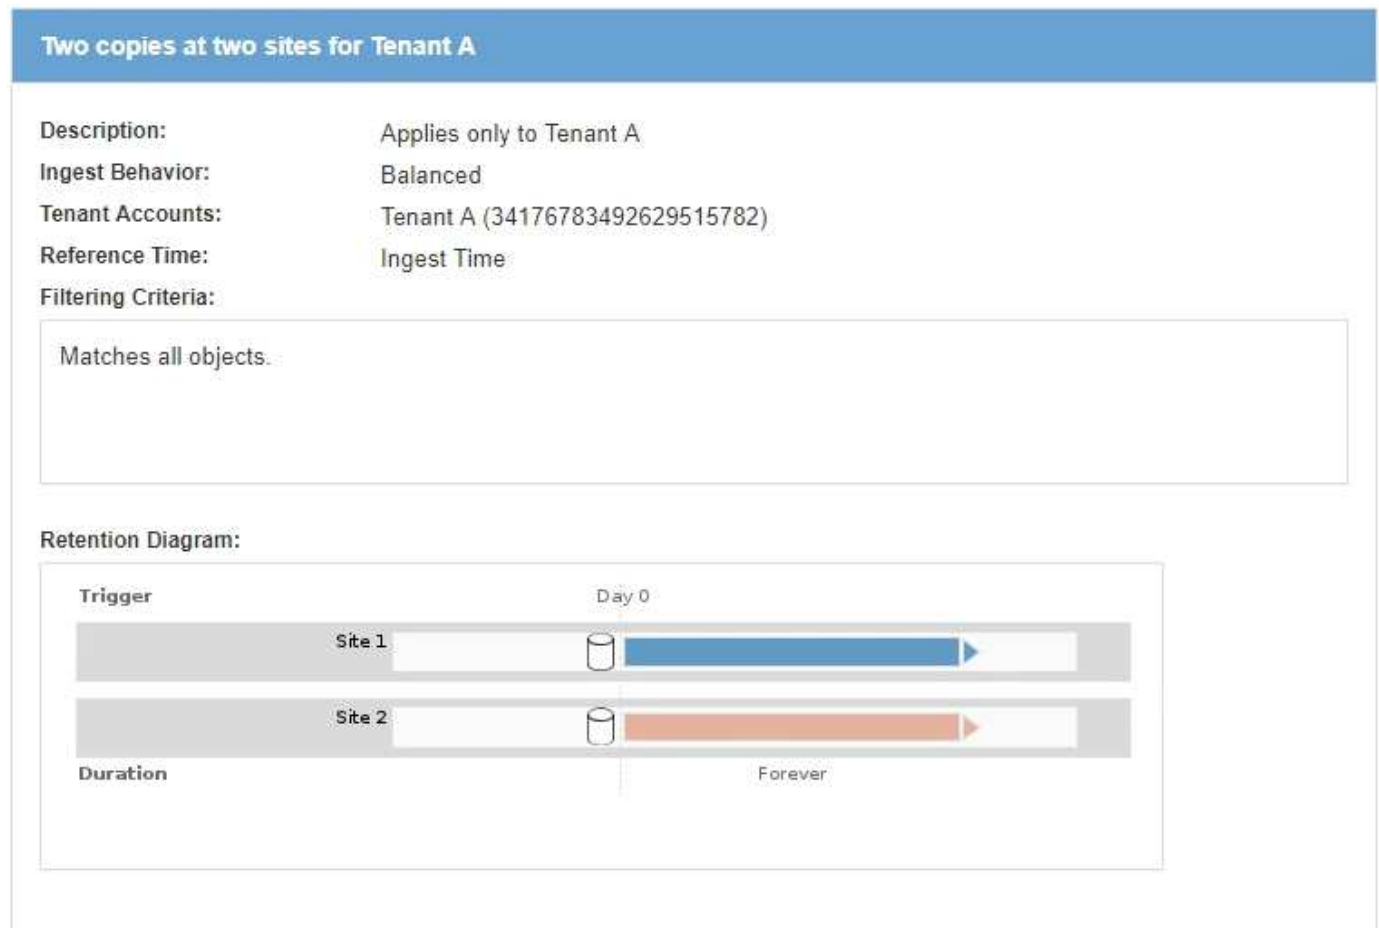 Two copies at two sites for Tenant A
Description: Applies only to Tenant A
Ingest Behavior: Balanced
Tenant Accounts: Tenant A (34176783492629515782)
Reference Time: Ingest Time
Filtering Criteria:
Matches all objects.
Retention Diagram:
Trigger Day 0
Site 1
Site 2
Duration Forever